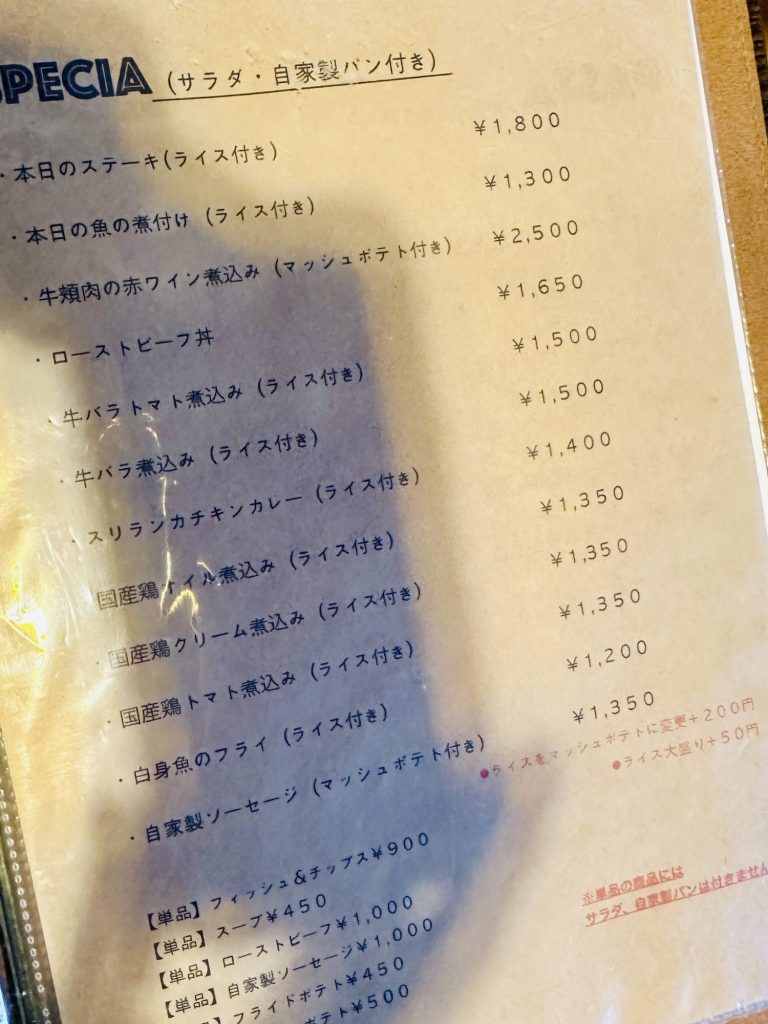 SPECIA (サラダ・自家製パン付き)
・本日のステーキ(ライス付き) ¥1,800
・本日の魚の煮付け (ライス付き) ¥1,300
・牛頬肉の赤ワイン煮込み (マッシュポテト付き) ¥2,500
・ローストビーフ丼 ¥1,650
・牛バラトマト煮込み (ライス付き) ¥1,500
・牛バラ煮込み (ライス付き) ¥1,500
・スリランカチキンカレー (ライス付き) ¥1,400
・国産鶏オイル煮込み (ライス付き) ¥1,350
・国産鶏クリーム煮込み (ライス付き) ¥1,350
・国産鶏トマト煮込み (ライス付き) ¥1,350
・白身魚のフライ (ライス付き) ¥1,200
・自家製ソーセージ (マッシュポテト付き) ¥1,350
●ライスをマッシュポテトに変更+200円
●ライス大盛り+50円
【単品】フィッシュ&チップス¥900
【単品】スープ¥450
【単品】ローストビーフ¥1,000
【単品】自家製ソーセージ¥1,000
フライドポテト¥450
ポテト¥500
※単品の商品には
サラダ、自家製パンは付きません